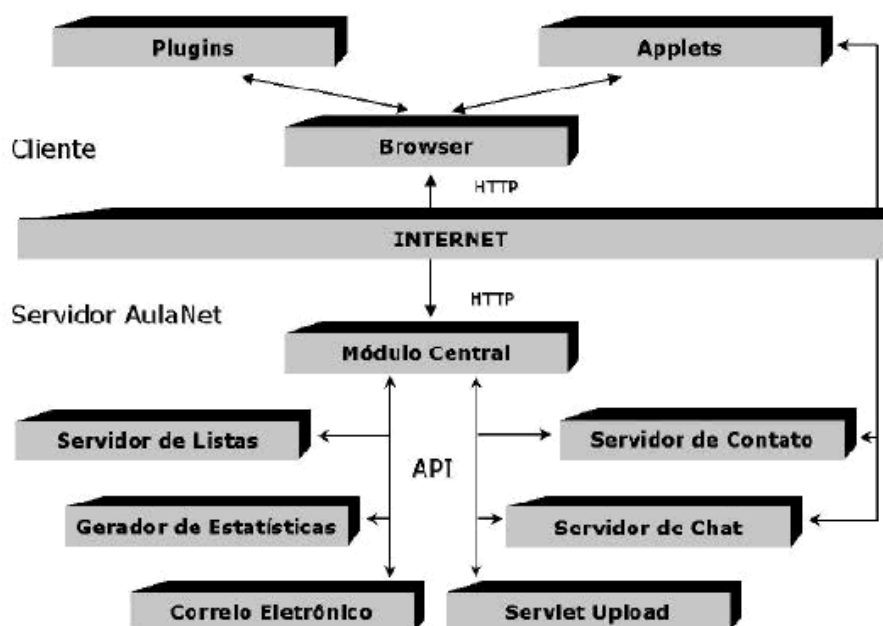 Plugins
Applets
Cliente
Browser
HTTP
INTERNET
HTTP
Servidor AulaNet
Módulo Central
Servidor de Listas
Servidor de Contato
API
Gerador de Estatísticas
Servidor de Chat
Correio Eletrônico
Servlet Upload